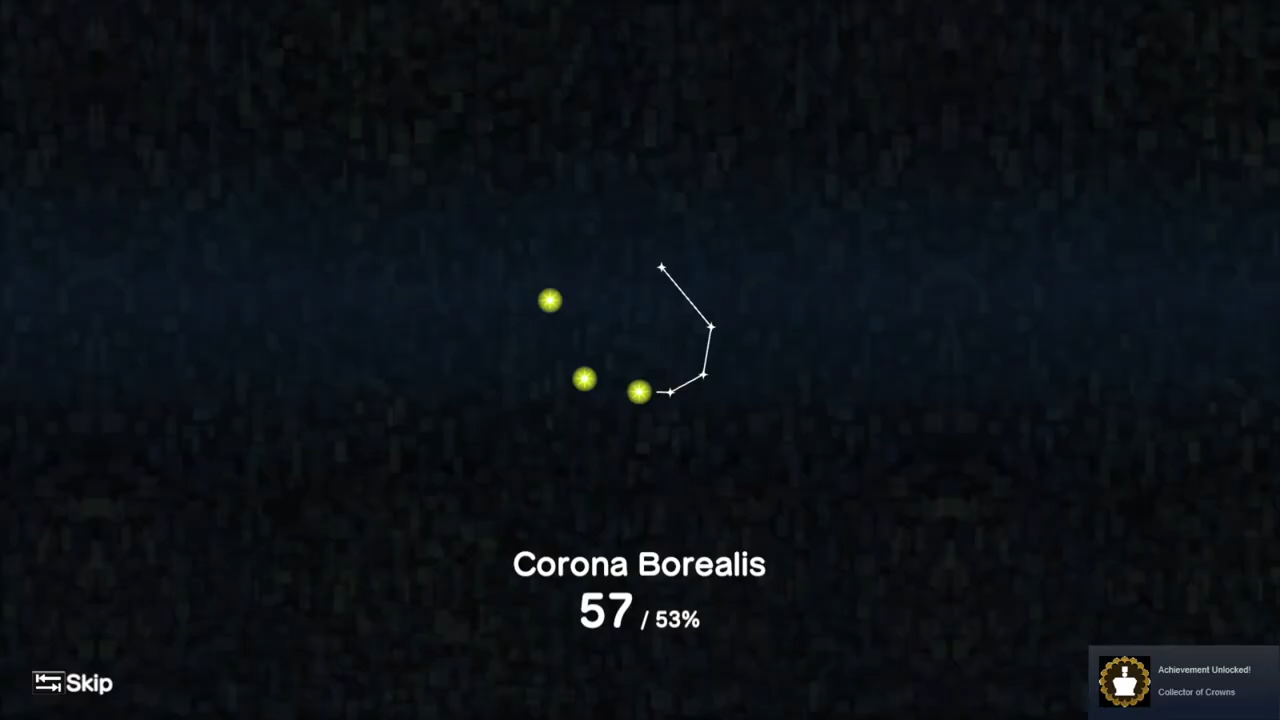 Corona Borealis
57 / 53%
Skip
Achievement Unlocked!
Collector of Crowns